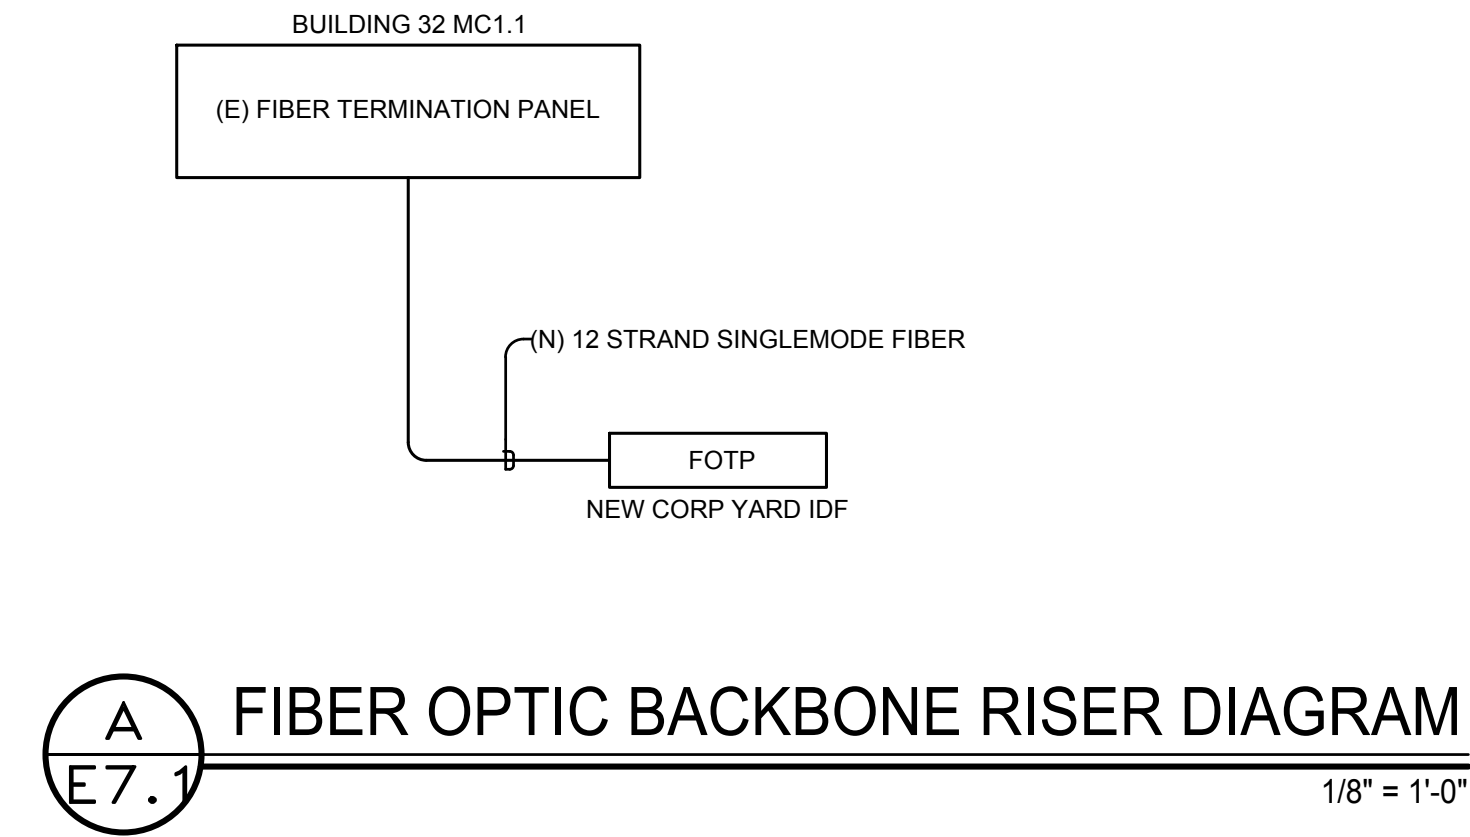 BUILDING 32 MC1.1
(E) FIBER TERMINATION PANEL
(N) 12 STRAND SINGLEMODE FIBER
FOTP
NEW CORP YARD IDF
A
FIBER OPTIC BACKBONE RISER DIAGRAM
E7.1
1/8" = 1'-0"